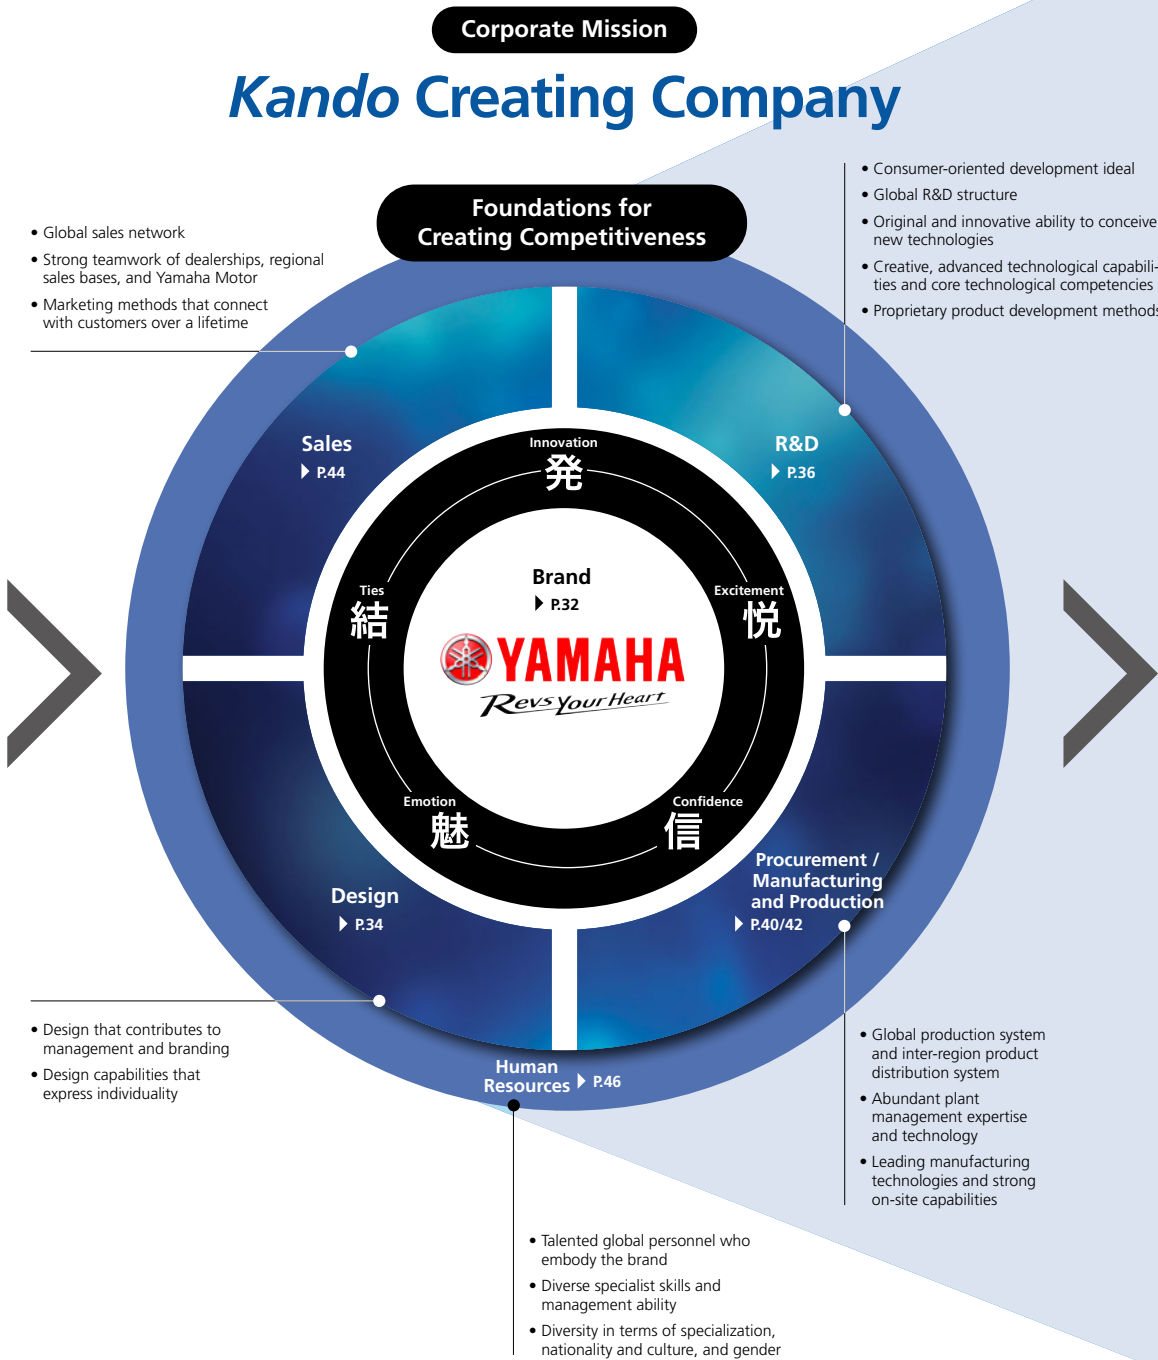 Corporate Mission
Kando Creating Company
Foundations for
Creating Competitiveness
• Global sales network
• Strong teamwork of dealerships, regional
sales bases, and Yamaha Motor
• Marketing methods that connect
with customers over a lifetime
• Consumer-oriented development ideal
• Global R&D structure
• Original and innovative ability to conceive
new technologies
• Creative, advanced technological capabili-
ties and core technological competencies
• Proprietary product development methods
Sales
P.44
R&D
P.36
Innovation
発
Ties
結
Excitement
悦
Brand
P.32
YAMAHA
Revs Your Heart
Emotion
魅
Confidence
信
Design
P.34
Procurement /
Manufacturing
and Production
P.40/42
Human
Resources P.46
• Design that contributes to
management and branding
• Design capabilities that
express individuality
• Global production system
and inter-region product
distribution system
• Abundant plant
management expertise
and technology
• Leading manufacturing
technologies and strong
on-site capabilities
• Talented global personnel who
embody the brand
• Diverse specialist skills and
management ability
• Diversity in terms of specialization,
nationality and culture, and gender